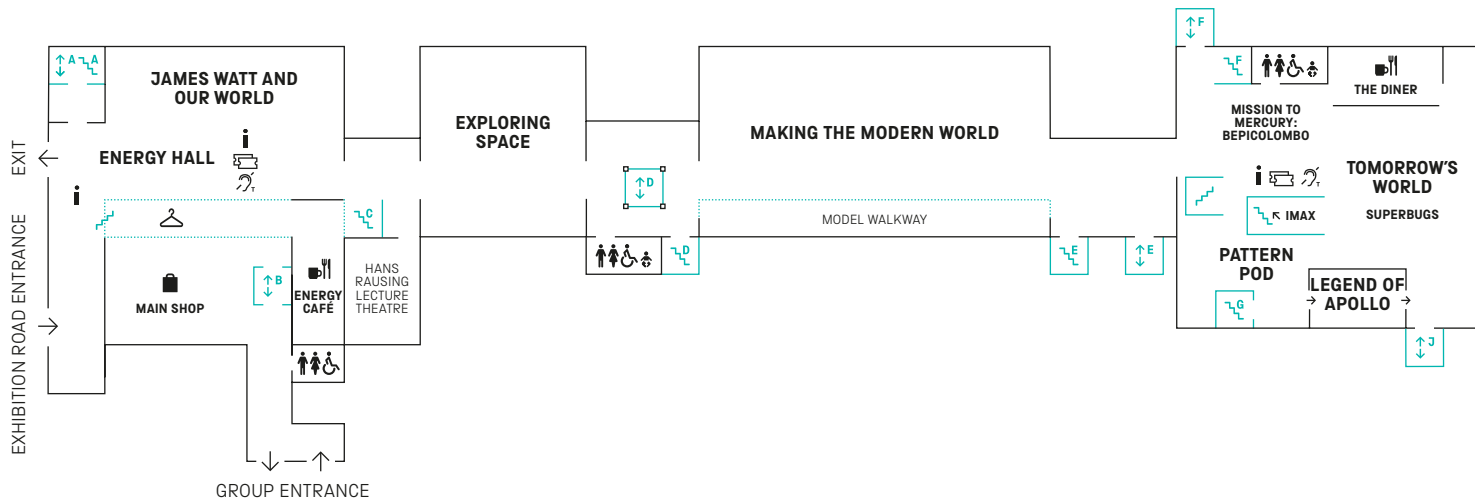 A
A
JAMES WATT AND
OUR WORLD
ENERGY HALL
EXIT
EXHIBITION ROAD ENTRANCE
MAIN SHOP
B
ENERGY
CAFÉ
C
HANS
RAUSING
LECTURE
THEATRE
GROUP ENTRANCE
EXPLORING
SPACE
D
D
MAKING THE MODERN WORLD
MODEL WALKWAY
E
E
F
F
THE DINER
MISSION TO
MERCURY:
BEPICOLOMBO
T
T
TOMORROW'S
WORLD
SUPERBUGS
IMAX
PATTERN
POD
G
LEGEND OF
APOLLO
J
i
i
i